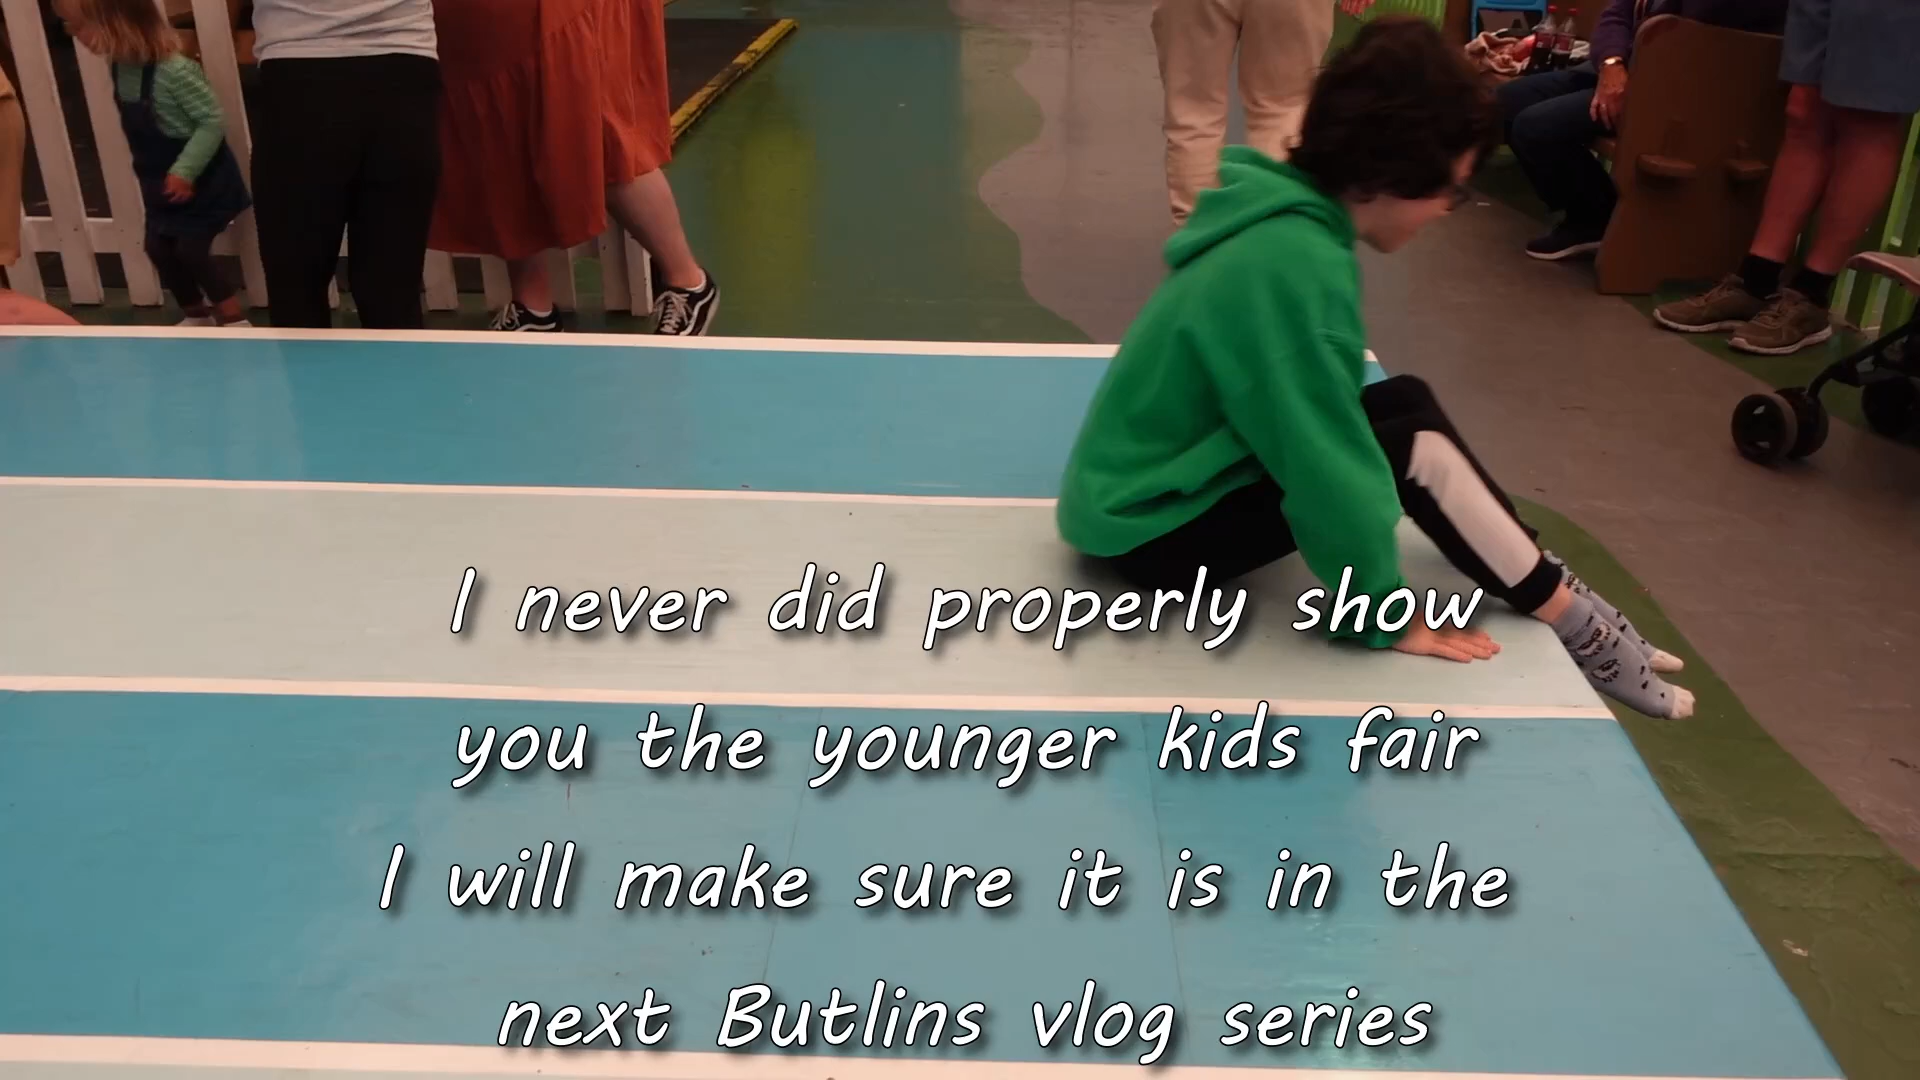 I never did properly show
you the younger kids fair
I will make sure it is in the
next Butlins vlog series